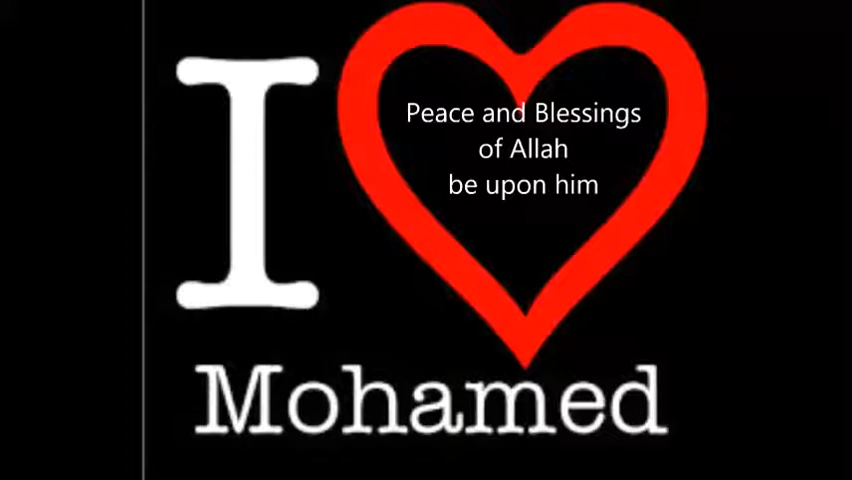 I
Peace and Blessings
of Allah
be upon him
Mohamed